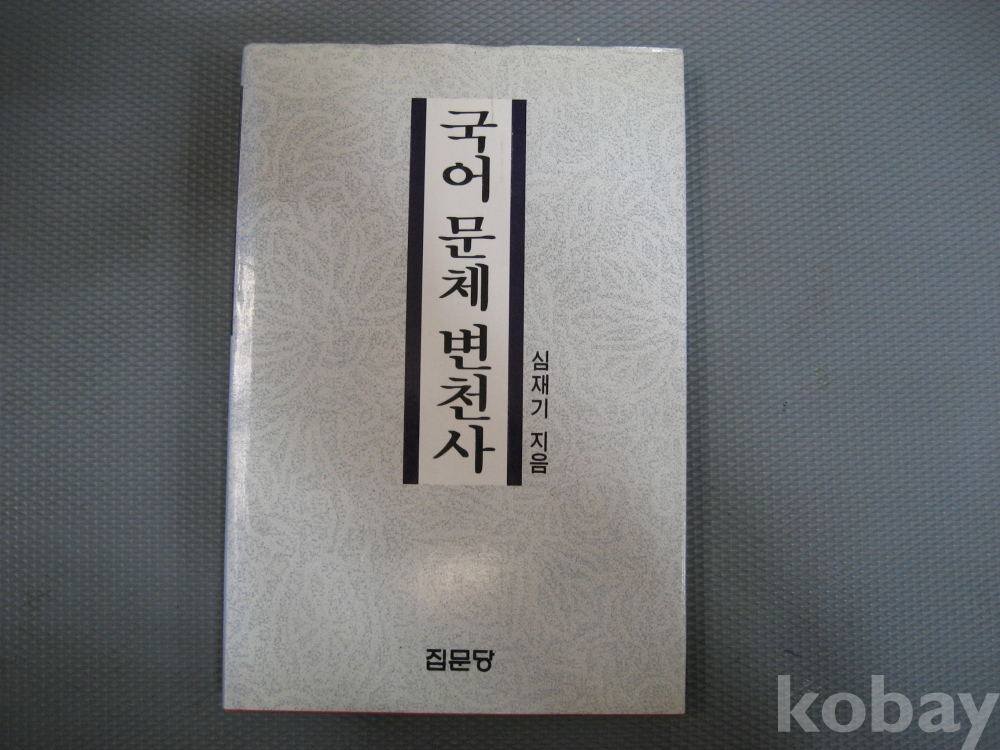 국어 문체 변천사
심재기 지음
집문당
kobay